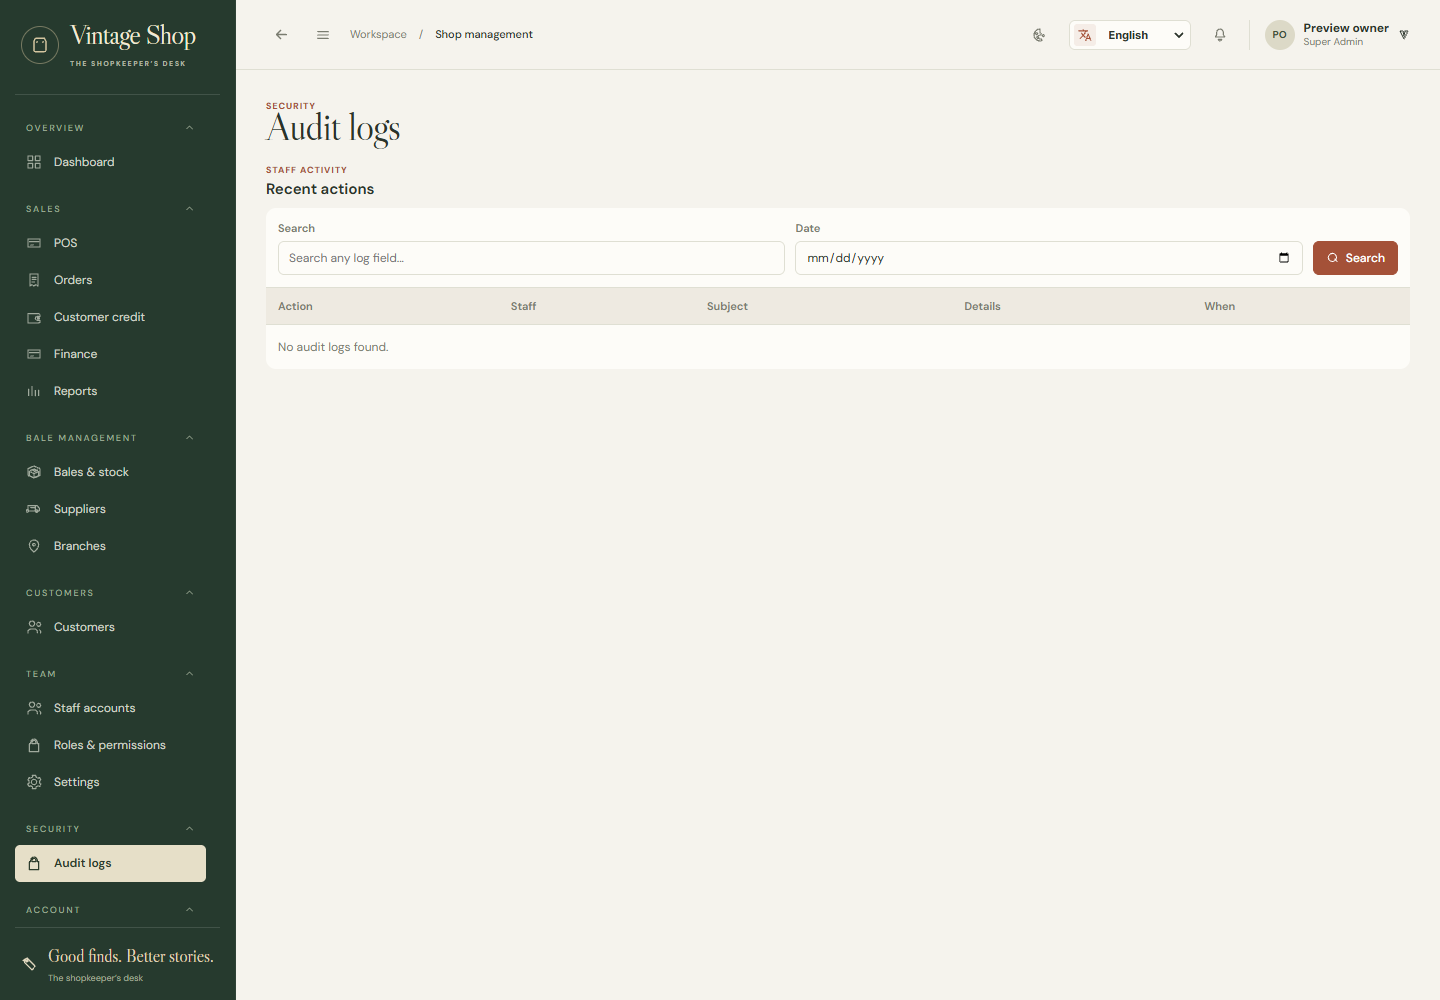 Vintage Shop
THE SHOPKEEPER'S DESK
OVERVIEW
Dashboard
SALES
POS
Orders
Customer credit
Finance
Reports
BALE MANAGEMENT
Bales & stock
Suppliers
Branches
CUSTOMERS
Customers
TEAM
Staff accounts
Roles & permissions
Settings
SECURITY
Audit logs
ACCOUNT
Good finds. Better stories.
The shopkeeper's desk
Workspace / Shop management
English
PO
Preview owner
Super Admin
SECURITY
Audit logs
STAFF ACTIVITY
Recent actions
Search
Date
Search any log field...
mm/dd/yyyy
Search
Action Staff Subject Details When
No audit logs found.